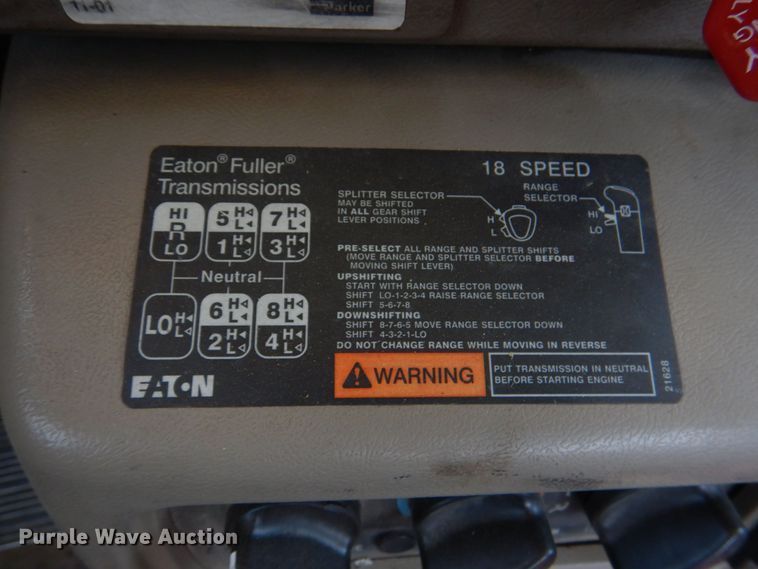 11-01
Parker
Eaton® Fuller®
Transmissions
18 SPEED
HI
R
LO
5 H L
1 H L
7 H L
3 H L
Neutral
LO H L
6 H L
2 H L
8 H L
4 H L
EATON
SPLITTER SELECTOR
MAY BE SHIFTED
IN ALL GEAR SHIFT
LEVER POSITIONS
H
L
RANGE
SELECTOR
HI
LO
PRE-SELECT ALL RANGE AND SPLITTER SHIFTS
(MOVE RANGE AND SPLITTER SELECTOR BEFORE
MOVING SHIFT LEVER)
UPSHIFTING
START WITH RANGE SELECTOR DOWN
SHIFT LO-1-2-3-4 RAISE RANGE SELECTOR
SHIFT 5-6-7-8
DOWNSHIFTING
SHIFT 8-7-6-5 MOVE RANGE SELECTOR DOWN
SHIFT 4-3-2-1-LO
DO NOT CHANGE RANGE WHILE MOVING IN REVERSE
WARNING
PUT TRANSMISSION IN NEUTRAL
BEFORE STARTING ENGINE
21628
Purple Wave Auction